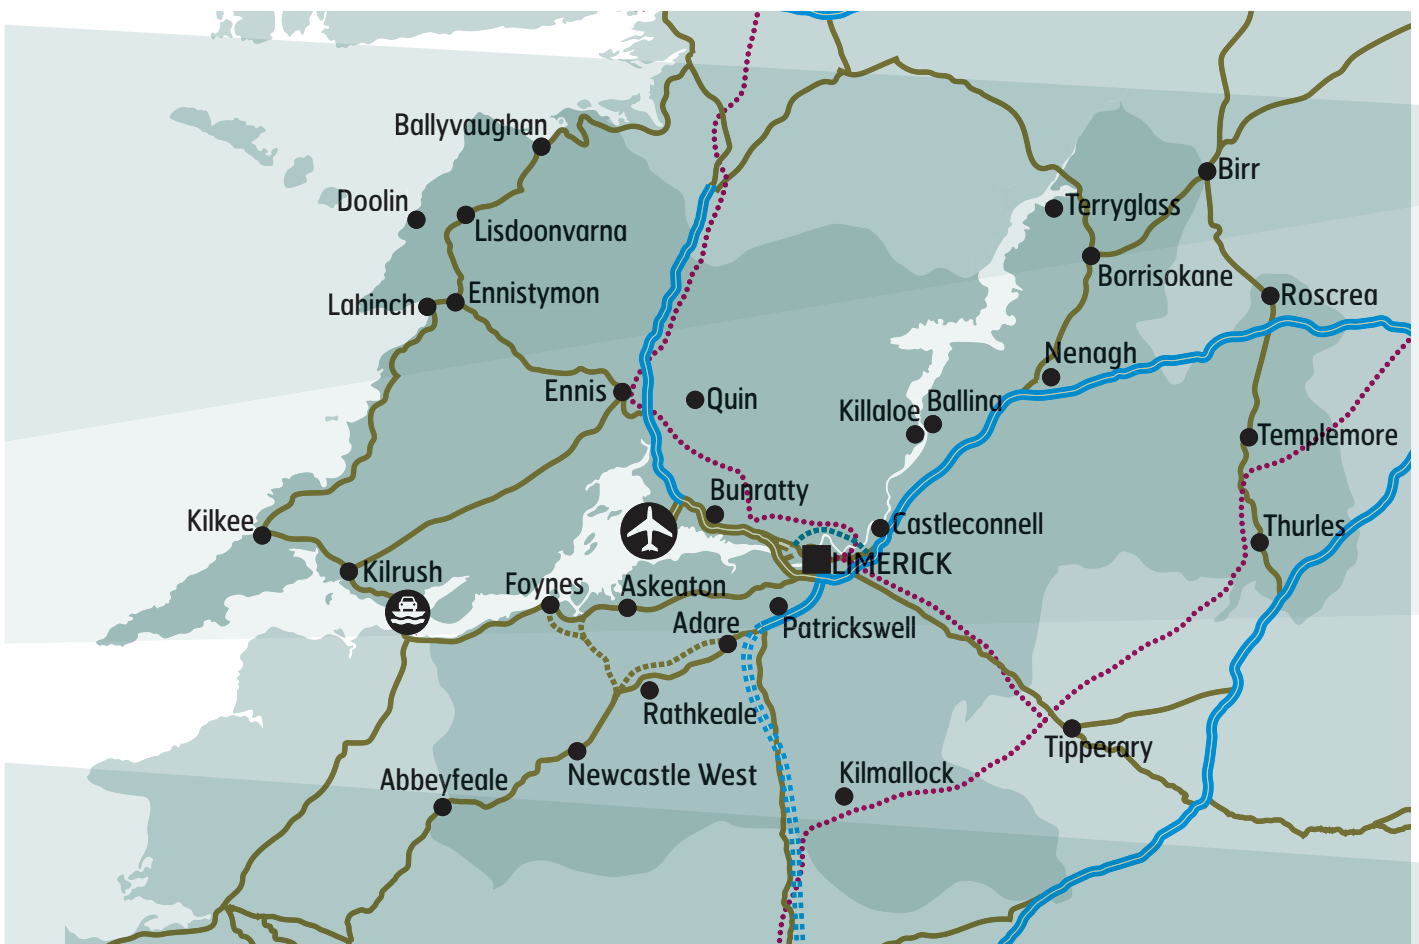 Ballyvaughan
Birr
Doolin
Terryglass
Lisdoonvarna
Borrisokane
Ennistymon
Lahinch
Roscrea
Nenagh
Ennis
Quin
Killaloe
Ballina
Templemore
Bunratty
Kilkee
Castleconnell
Thurles
LIMERICK
Kilrush
Foynes
Askeaton
Adare
Patrickswell
Rathkeale
Tipperary
Newcastle West
Kilmallock
Abbeyfeale